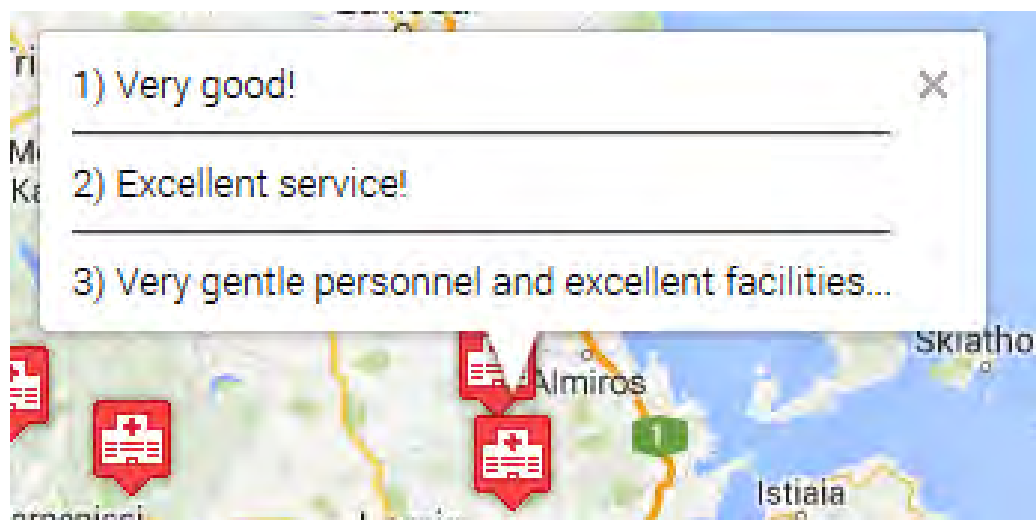 1) Very good!
2) Excellent service!
3) Very gentle personnel and excellent facilities...
Skiatho
Almiros
1
Istiaia